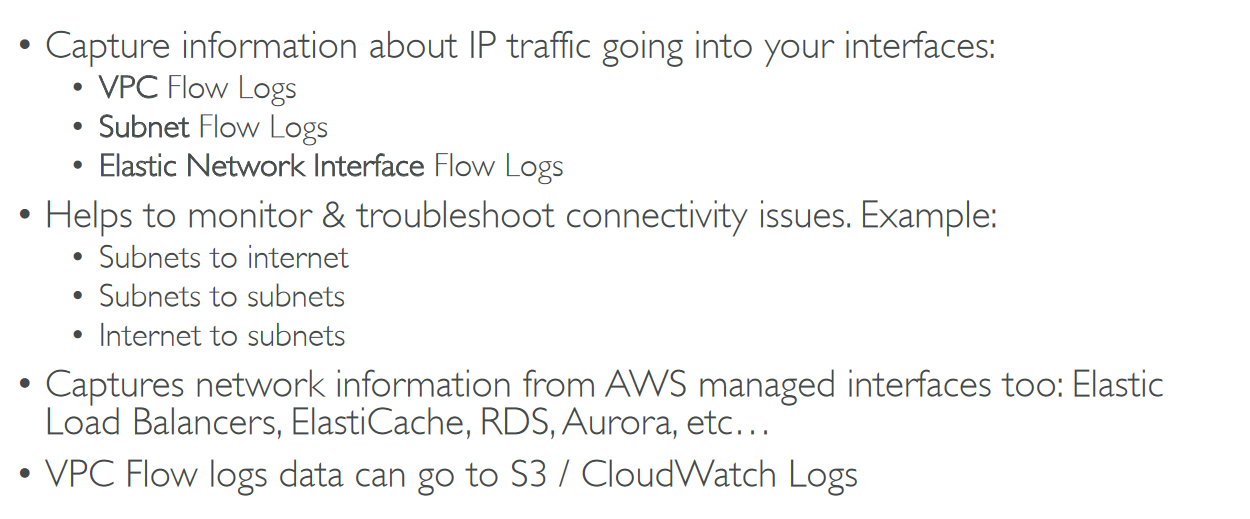 • Capture information about IP traffic going into your interfaces:
• VPC Flow Logs
• Subnet Flow Logs
• Elastic Network Interface Flow Logs
• Helps to monitor & troubleshoot connectivity issues. Example:
• Subnets to internet
• Subnets to subnets
• Internet to subnets
• Captures network information from AWS managed interfaces too: Elastic
Load Balancers, ElastiCache, RDS, Aurora, etc…
• VPC Flow logs data can go to S3 / CloudWatch Logs